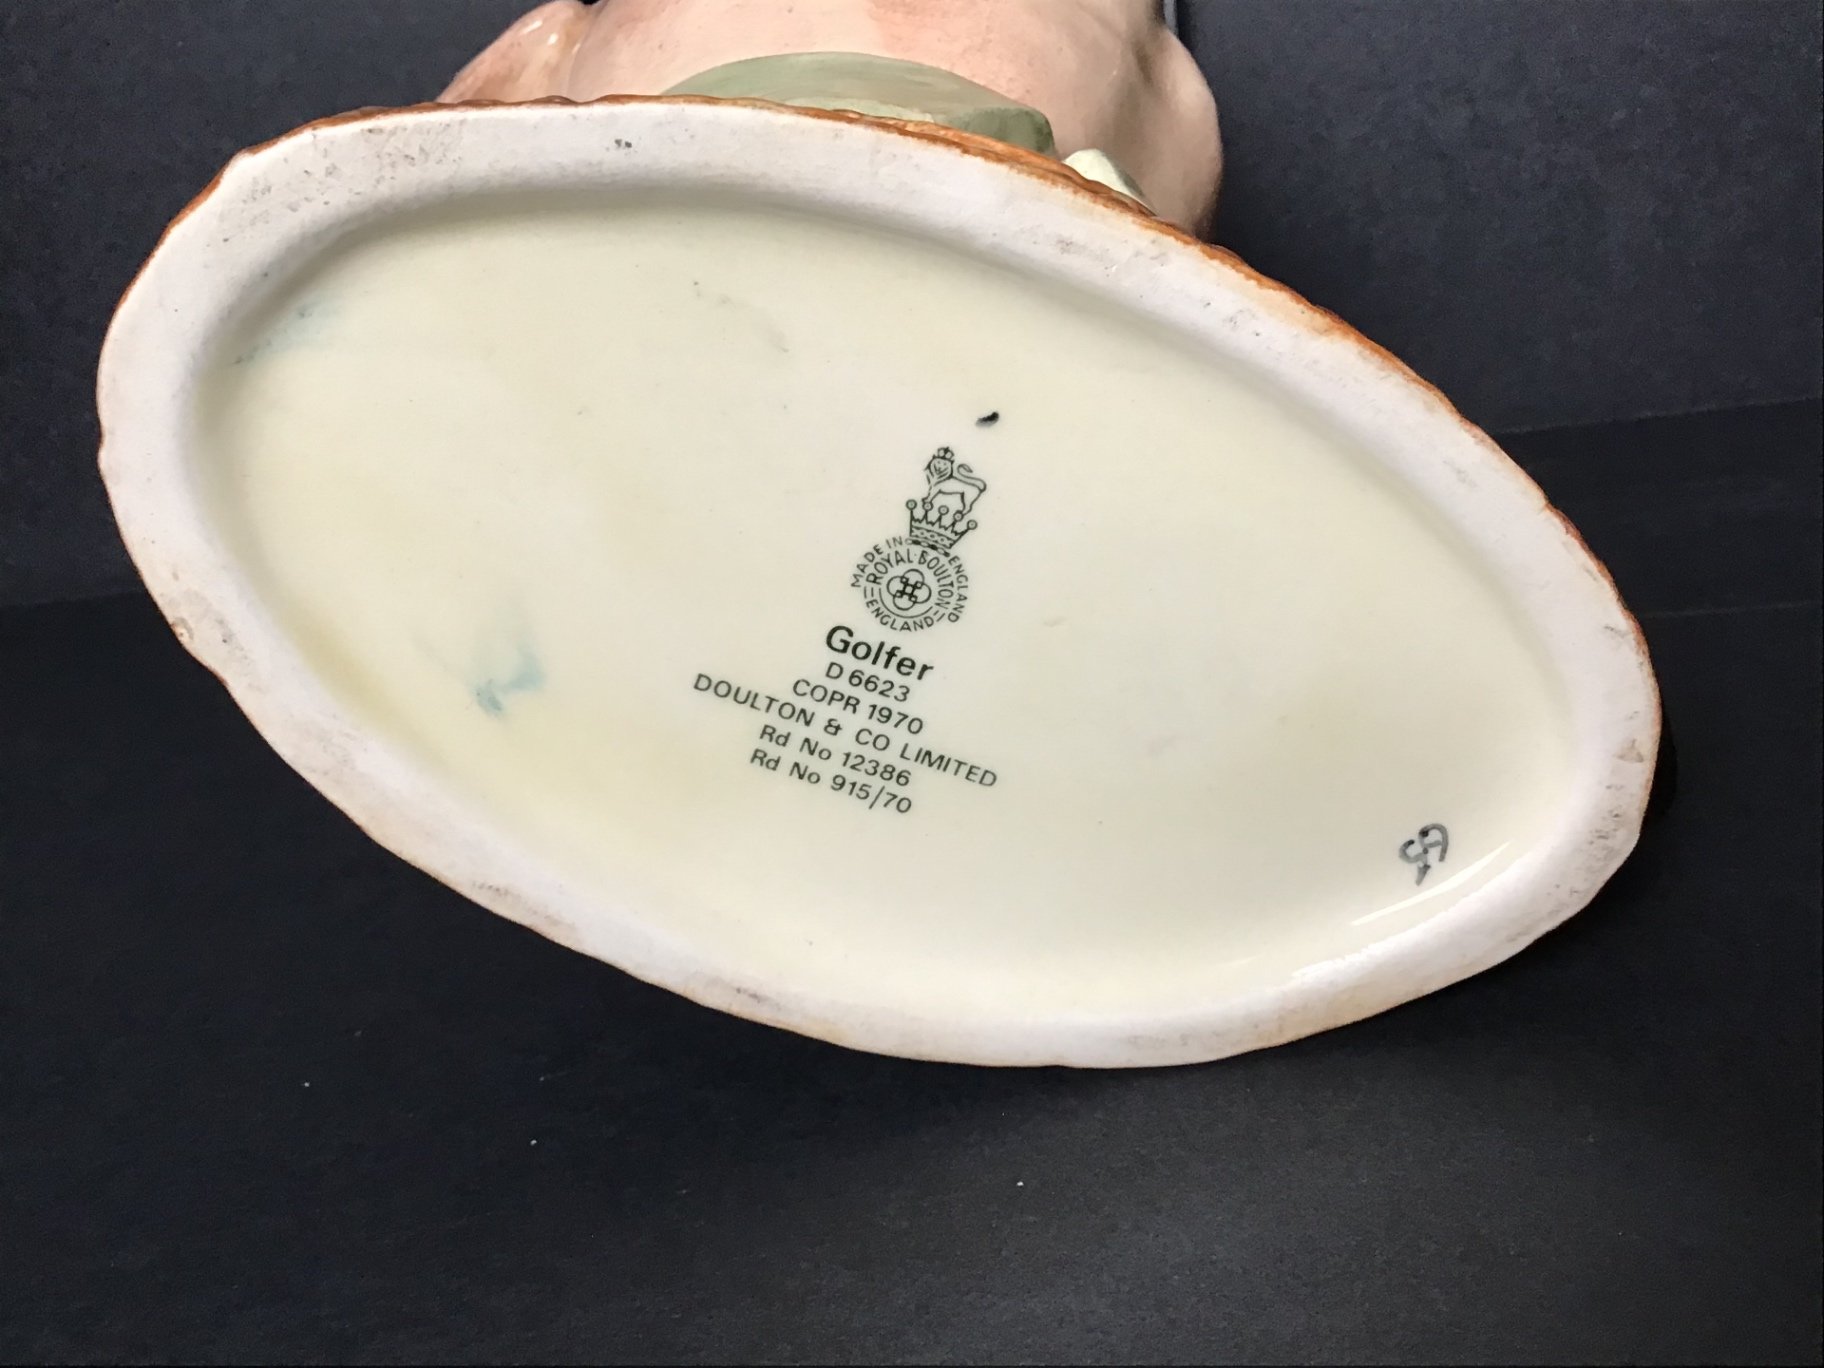 MADE IN ENGLAND
ROYAL·BOULTON
ENGLAND
Golfer
D 6623
COPR 1970
DOULTON & CO LIMITED
Rd No 12386
Rd No 915/70